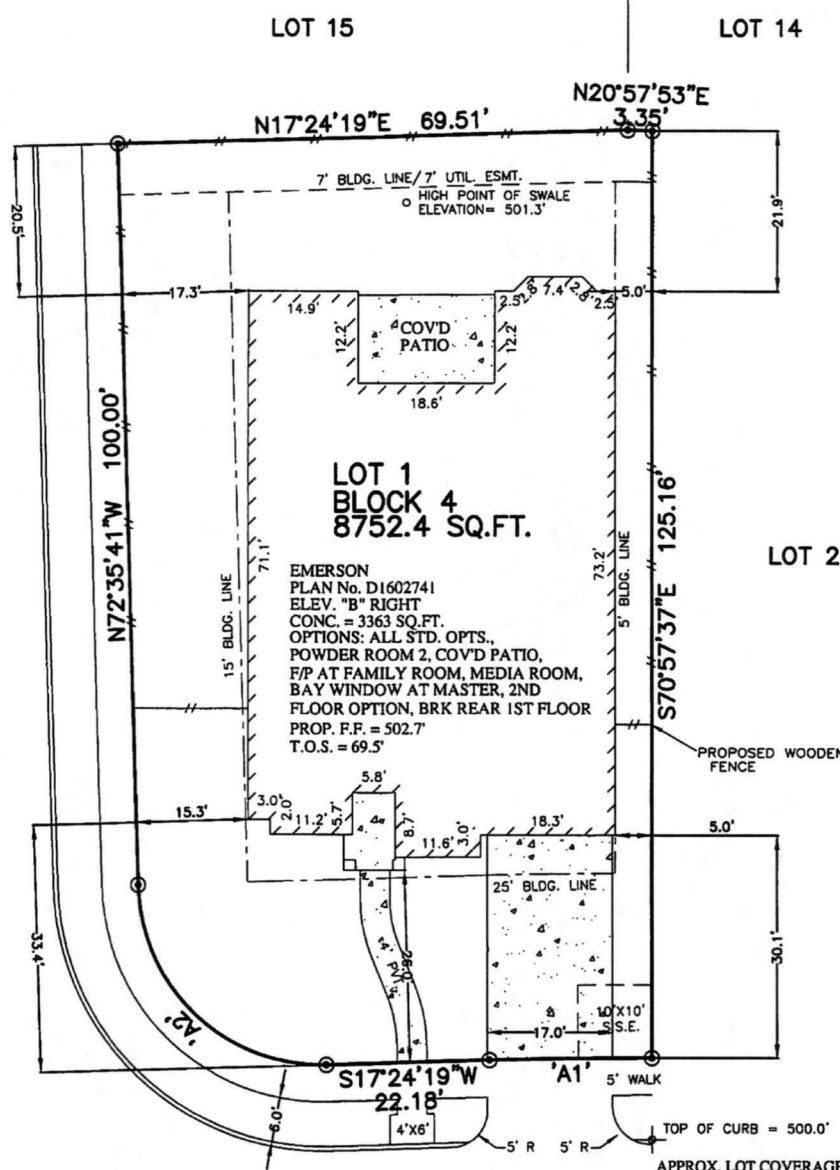 LOT 15
LOT 14
N20°57'53"E
3.35'
N17°24'19"E 69.51'
7' BLDG. LINE/7' UTIL. ESMT.
HIGH POINT OF SWALE
ELEVATION= 501.3'
20.5'
21.9'
17.3'
14.9'
12.2'
COV'D
PATIO
12.2'
18.6'
2.5'
2.8'
7.4'
2.8'
2.5'
5.0'
N72°35'41"W 100.00'
LOT 1
BLOCK 4
8752.4 SQ.FT.
S70°57'37"E 125.16'
LOT 2
15' BLDG. LINE
71.1'
73.2'
5' BLDG. LINE
EMERSON
PLAN No. D1602741
ELEV. "B" RIGHT
CONC. = 3363 SQ.FT.
OPTIONS: ALL STD. OPTS.,
POWDER ROOM 2, COV'D PATIO,
F/P AT FAMILY ROOM, MEDIA ROOM,
BAY WINDOW AT MASTER, 2ND
FLOOR OPTION, BRK REAR 1ST FLOOR
PROP. F.F. = 502.7'
T.O.S. = 69.5'
PROPOSED WOODEN
FENCE
15.3'
3.0'
2.0'
11.2'
5.7'
5.8'
8.7'
11.6'
3.0'
18.3'
5.0'
25' BLDG. LINE
33.4'
26.0'
30.1'
'A2'
17.0'
10'X10'
S.S.E.
S17°24'19"W
22.18'
'A1'
5' WALK
4'X6'
5' R
5' R
TOP OF CURB = 500.0'
APPROX. LOT COVERAGE